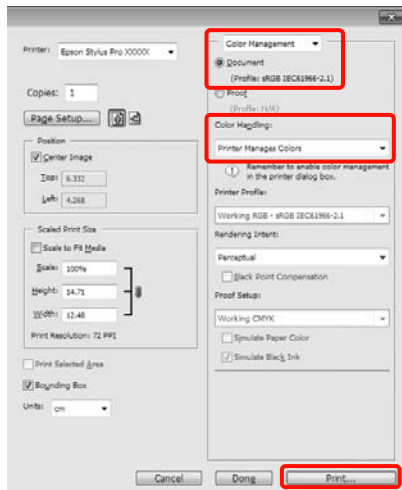 Printer: Epson Stylus Pro XXXXX
Copies: 1
Page Setup...
Position
Center Image
Top: 6.332
Left: 4.268
Scaled Print Size
Scale to Fit Media
Scale: 100%
Height: 14.71
Width: 12.48
Print Resolution: 72 PPI
Print Selected Area
Bounding Box
Units: cm
Color Management
Document
(Profile: sRGB IEC61966-2.1)
Proof
(Profile: N/A)
Color Handling:
Printer Manages Colors
Remember to enable color management
in the printer dialog box.
Printer Profile:
Working RGB - sRGB IEC61966-2.1
Rendering Intent:
Perceptual
Black Point Compensation
Proof Setup:
Working CMYK
Simulate Paper Color
Simulate Black Ink
Cancel
Done
Print...